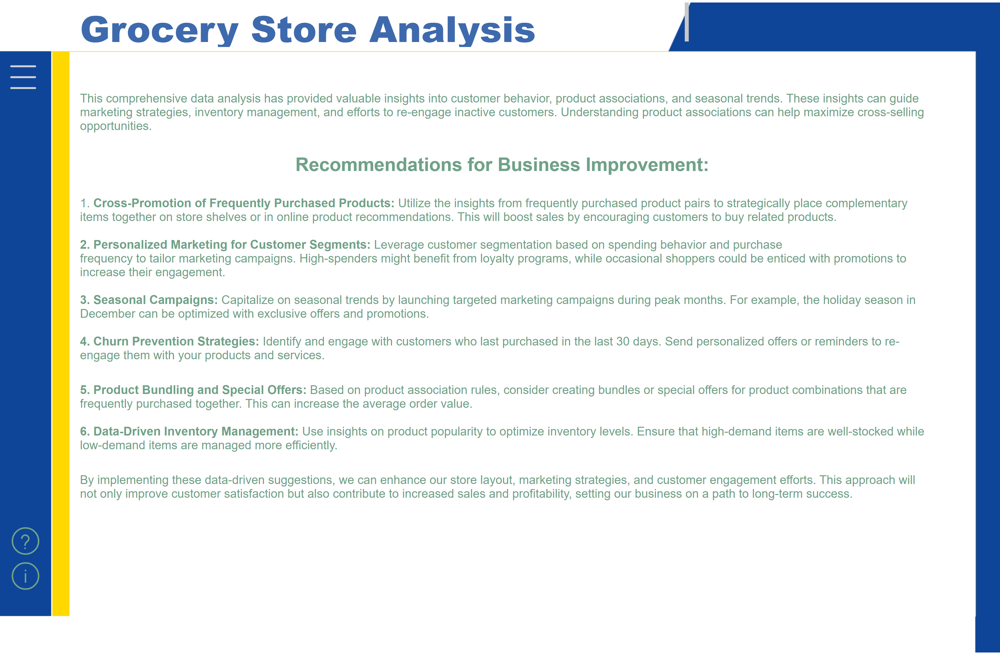 Grocery Store Analysis
This comprehensive data analysis has provided valuable insights into customer behavior, product associations, and seasonal trends. These insights can guide
marketing strategies, inventory management, and efforts to re-engage inactive customers. Understanding product associations can help maximize cross-selling
opportunities.
Recommendations for Business Improvement:
1. Cross-Promotion of Frequently Purchased Products: Utilize the insights from frequently purchased product pairs to strategically place complementary
items together on store shelves or in online product recommendations. This will boost sales by encouraging customers to buy related products.
2. Personalized Marketing for Customer Segments: Leverage customer segmentation based on spending behavior and purchase
frequency to tailor marketing campaigns. High-spenders might benefit from loyalty programs, while occasional shoppers could be enticed with promotions to
increase their engagement.
3. Seasonal Campaigns: Capitalize on seasonal trends by launching targeted marketing campaigns during peak months. For example, the holiday season in
December can be optimized with exclusive offers and promotions.
4. Churn Prevention Strategies: Identify and engage with customers who last purchased in the last 30 days. Send personalized offers or reminders to re-
engage them with your products and services.
5. Product Bundling and Special Offers: Based on product association rules, consider creating bundles or special offers for product combinations that are
frequently purchased together. This can increase the average order value.
6. Data-Driven Inventory Management: Use insights on product popularity to optimize inventory levels. Ensure that high-demand items are well-stocked while
low-demand items are managed more efficiently.
By implementing these data-driven suggestions, we can enhance our store layout, marketing strategies, and customer engagement efforts. This approach will
not only improve customer satisfaction but also contribute to increased sales and profitability, setting our business on a path to long-term success.
?
i